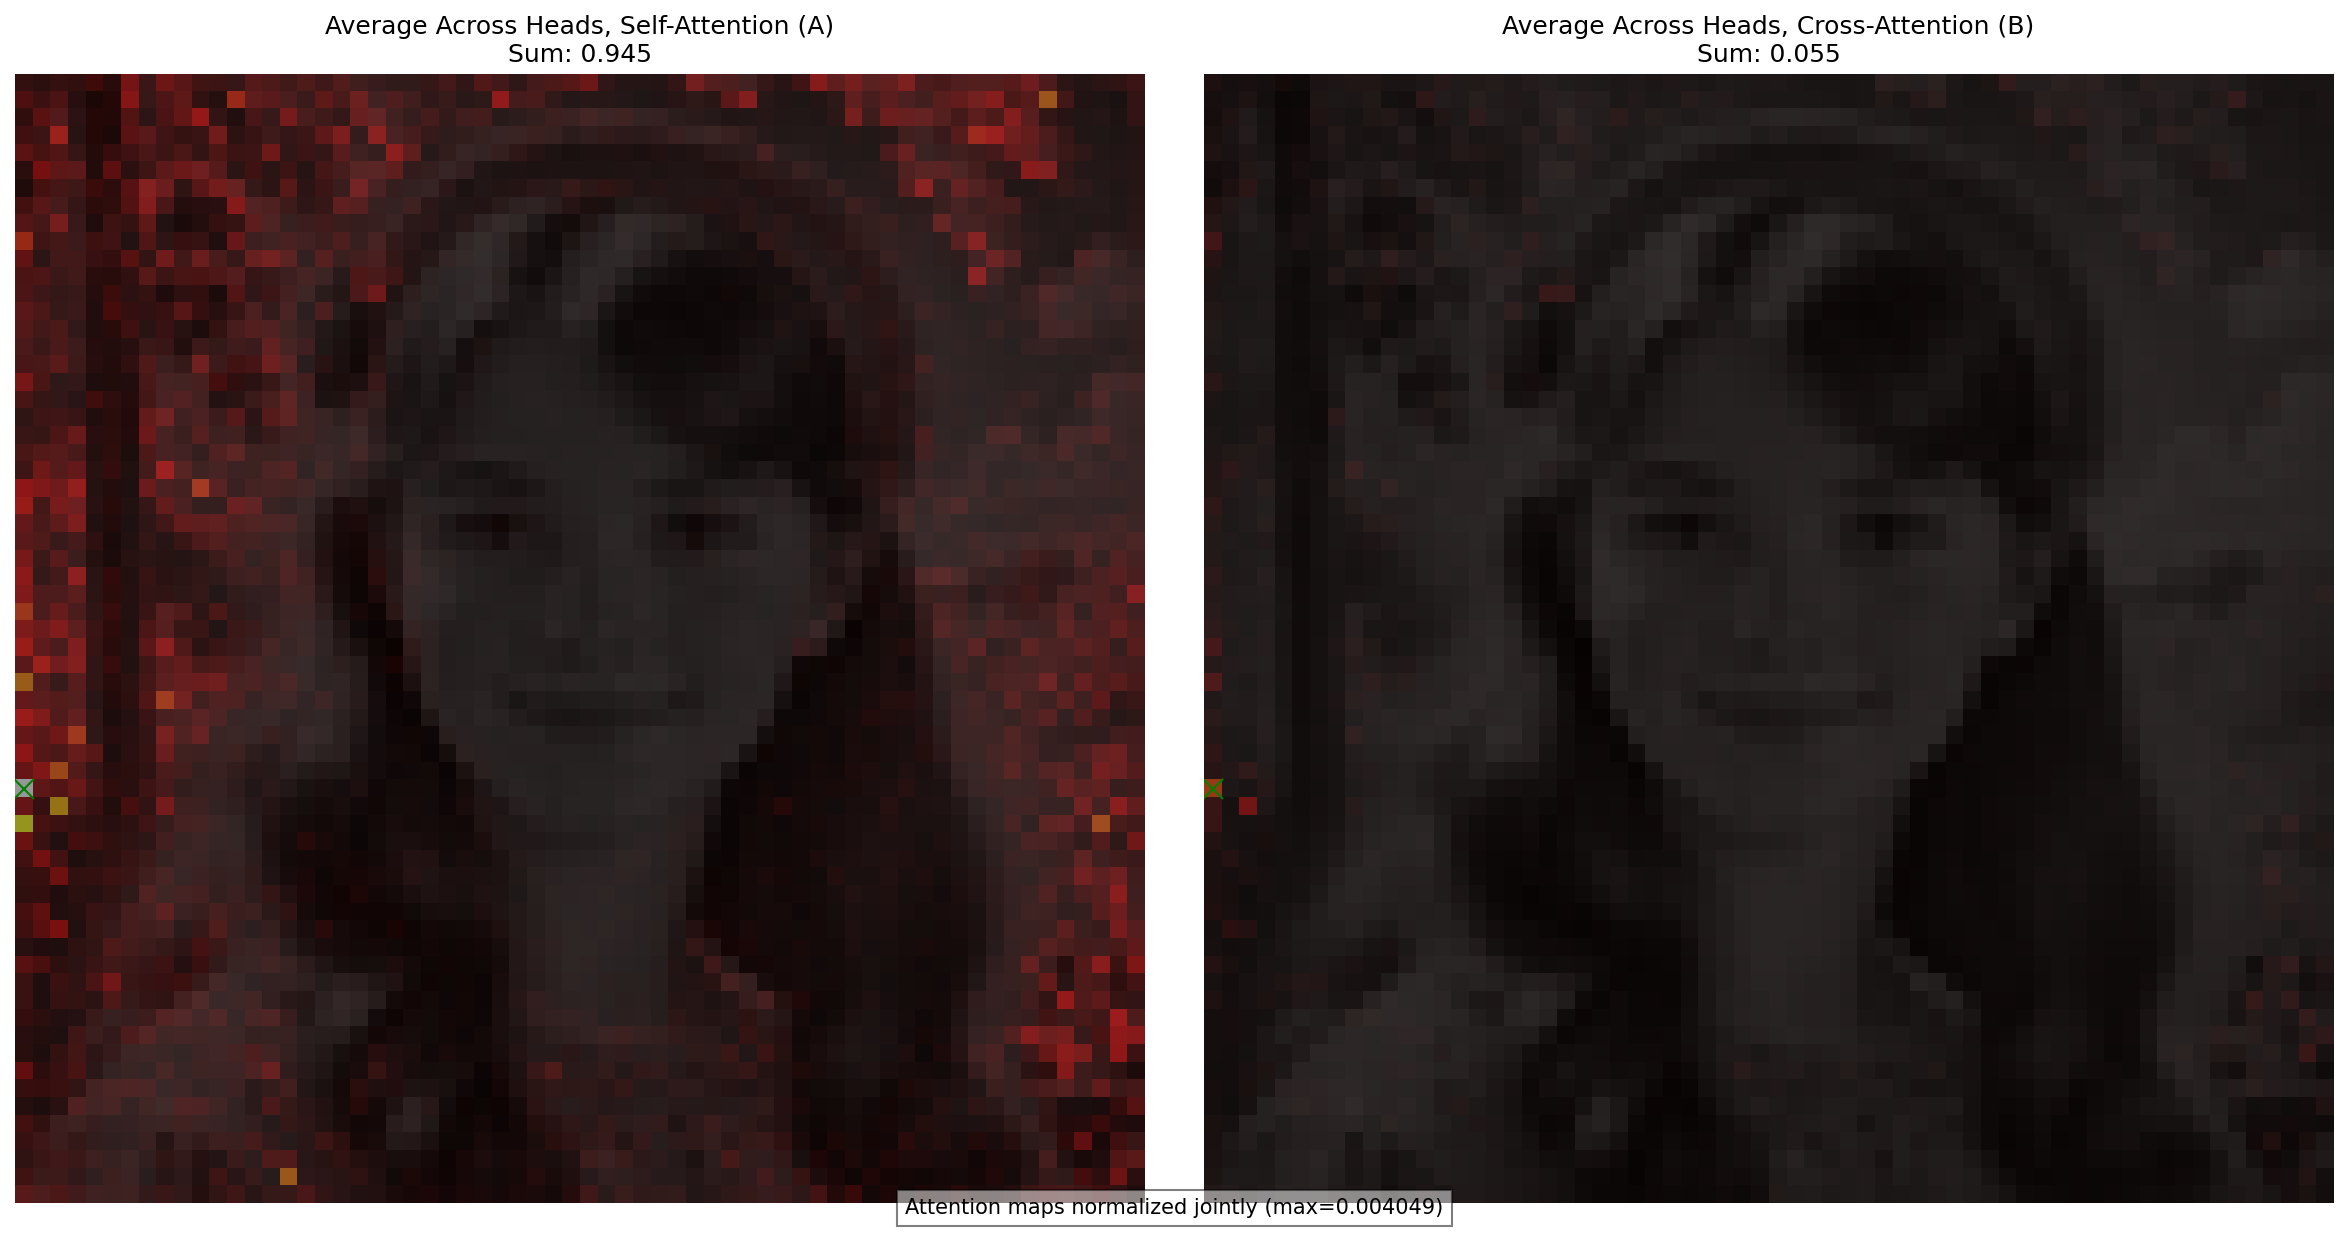 Average Across Heads, Self-Attention (A)
Sum: 0.945
Average Across Heads, Cross-Attention (B)
Sum: 0.055
Attention maps normalized jointly (max=0.004049)